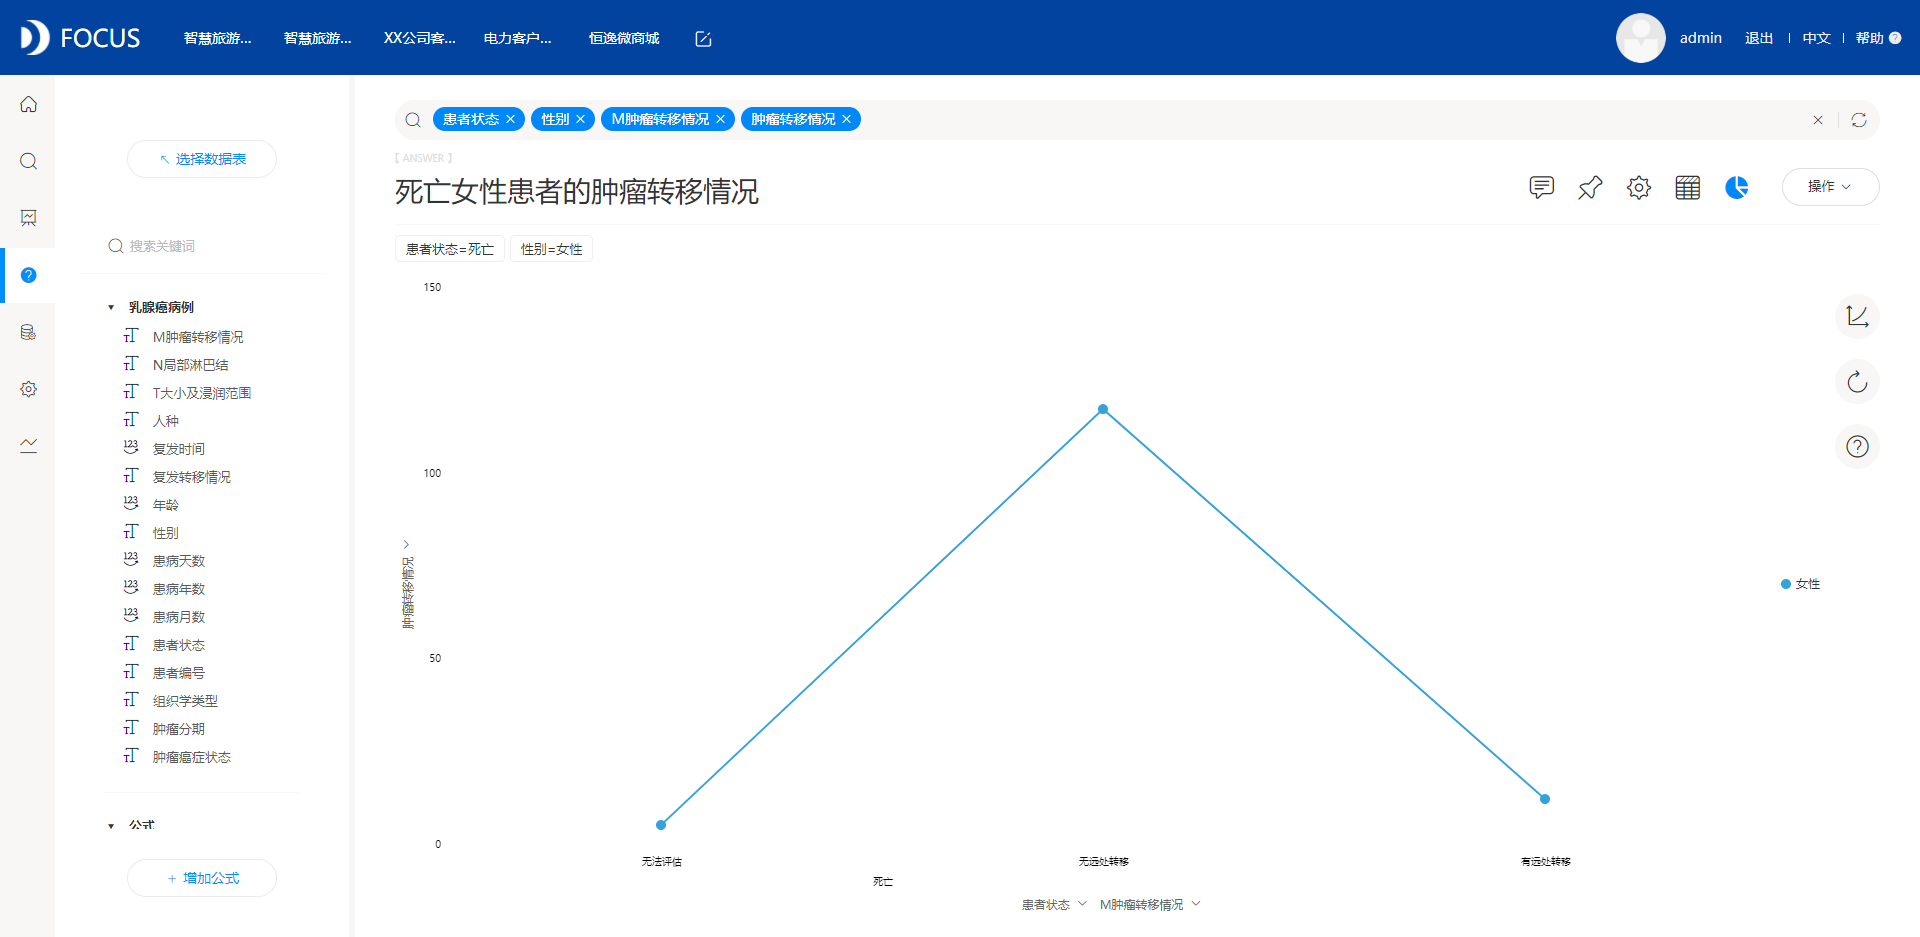 FOCUS 智慧旅游... 智慧旅游... XX公司客... 电力客户... 恒逸微商城 admin 退出 中文 帮助 ?
选择数据表
搜索关键词
乳腺癌病例
M肿瘤转移情况
N局部淋巴结
T大小及浸润范围
人种
复发时间
复发转移情况
年龄
性别
患病天数
患病年数
患病月数
患者状态
患者编号
组织学类型
肿瘤分期
肿瘤癌症状态
公式
+ 增加公式
患者状态 × 性别 × M肿瘤转移情况 × 肿瘤转移情况 ×
【 ANSWER 】
死亡女性患者的肿瘤转移情况
操作
患者状态=死亡 性别=女性
150
100
50
0
肿瘤转移情况
女性
无法评估 无远处转移 有远处转移
死亡
患者状态 M肿瘤转移情况